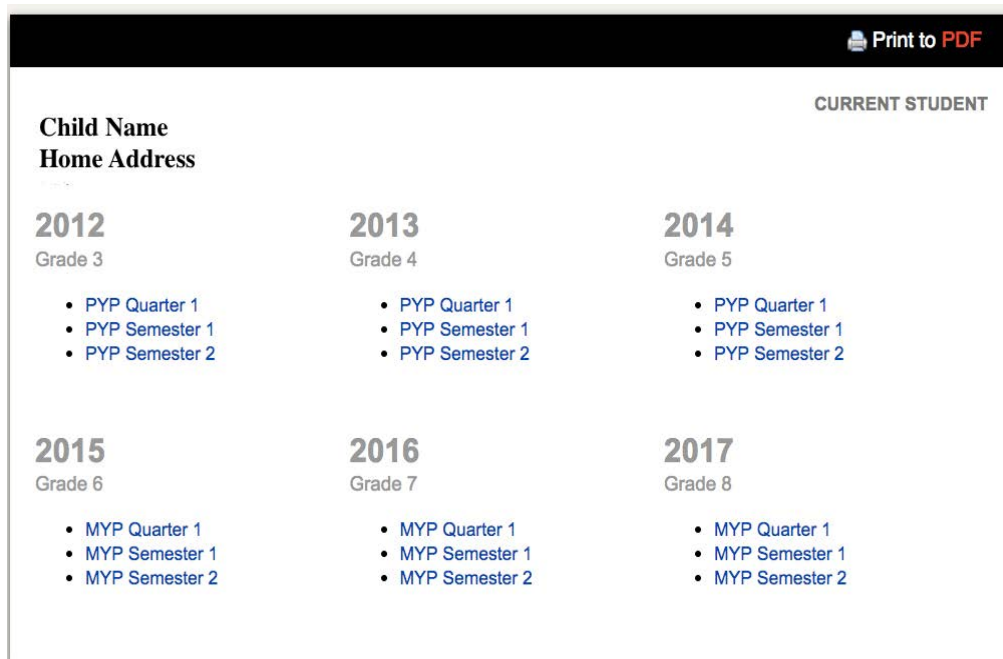 Print to PDF
CURRENT STUDENT
Child Name
Home Address
2012
Grade 3
• PYP Quarter 1
• PYP Semester 1
• PYP Semester 2
2013
Grade 4
• PYP Quarter 1
• PYP Semester 1
• PYP Semester 2
2014
Grade 5
• PYP Quarter 1
• PYP Semester 1
• PYP Semester 2
2015
Grade 6
• MYP Quarter 1
• MYP Semester 1
• MYP Semester 2
2016
Grade 7
• MYP Quarter 1
• MYP Semester 1
• MYP Semester 2
2017
Grade 8
• MYP Quarter 1
• MYP Semester 1
• MYP Semester 2